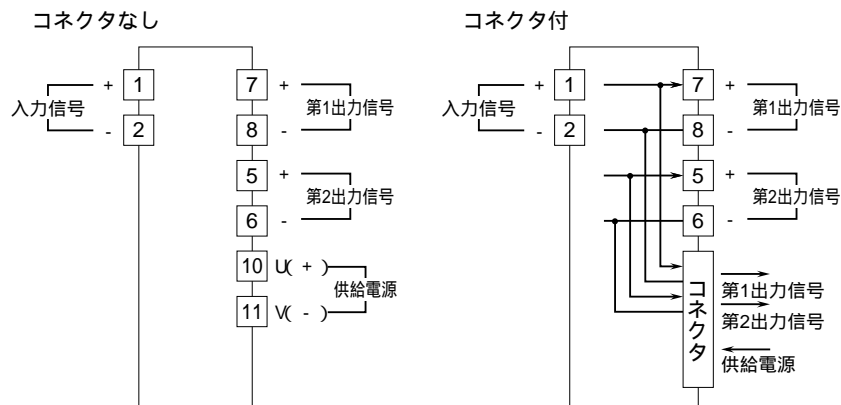 コネクタなし
+ 1
入力信号
- 2
7 +
第1出力信号
8 -
5 +
第2出力信号
6 -
10 U( + )
供給電源
11 V( - )
コネクタ付
+ 1
入力信号
- 2
7 +
第1出力信号
8 -
5 +
第2出力信号
6 -
コネクタ
第1出力信号
第2出力信号
供給電源